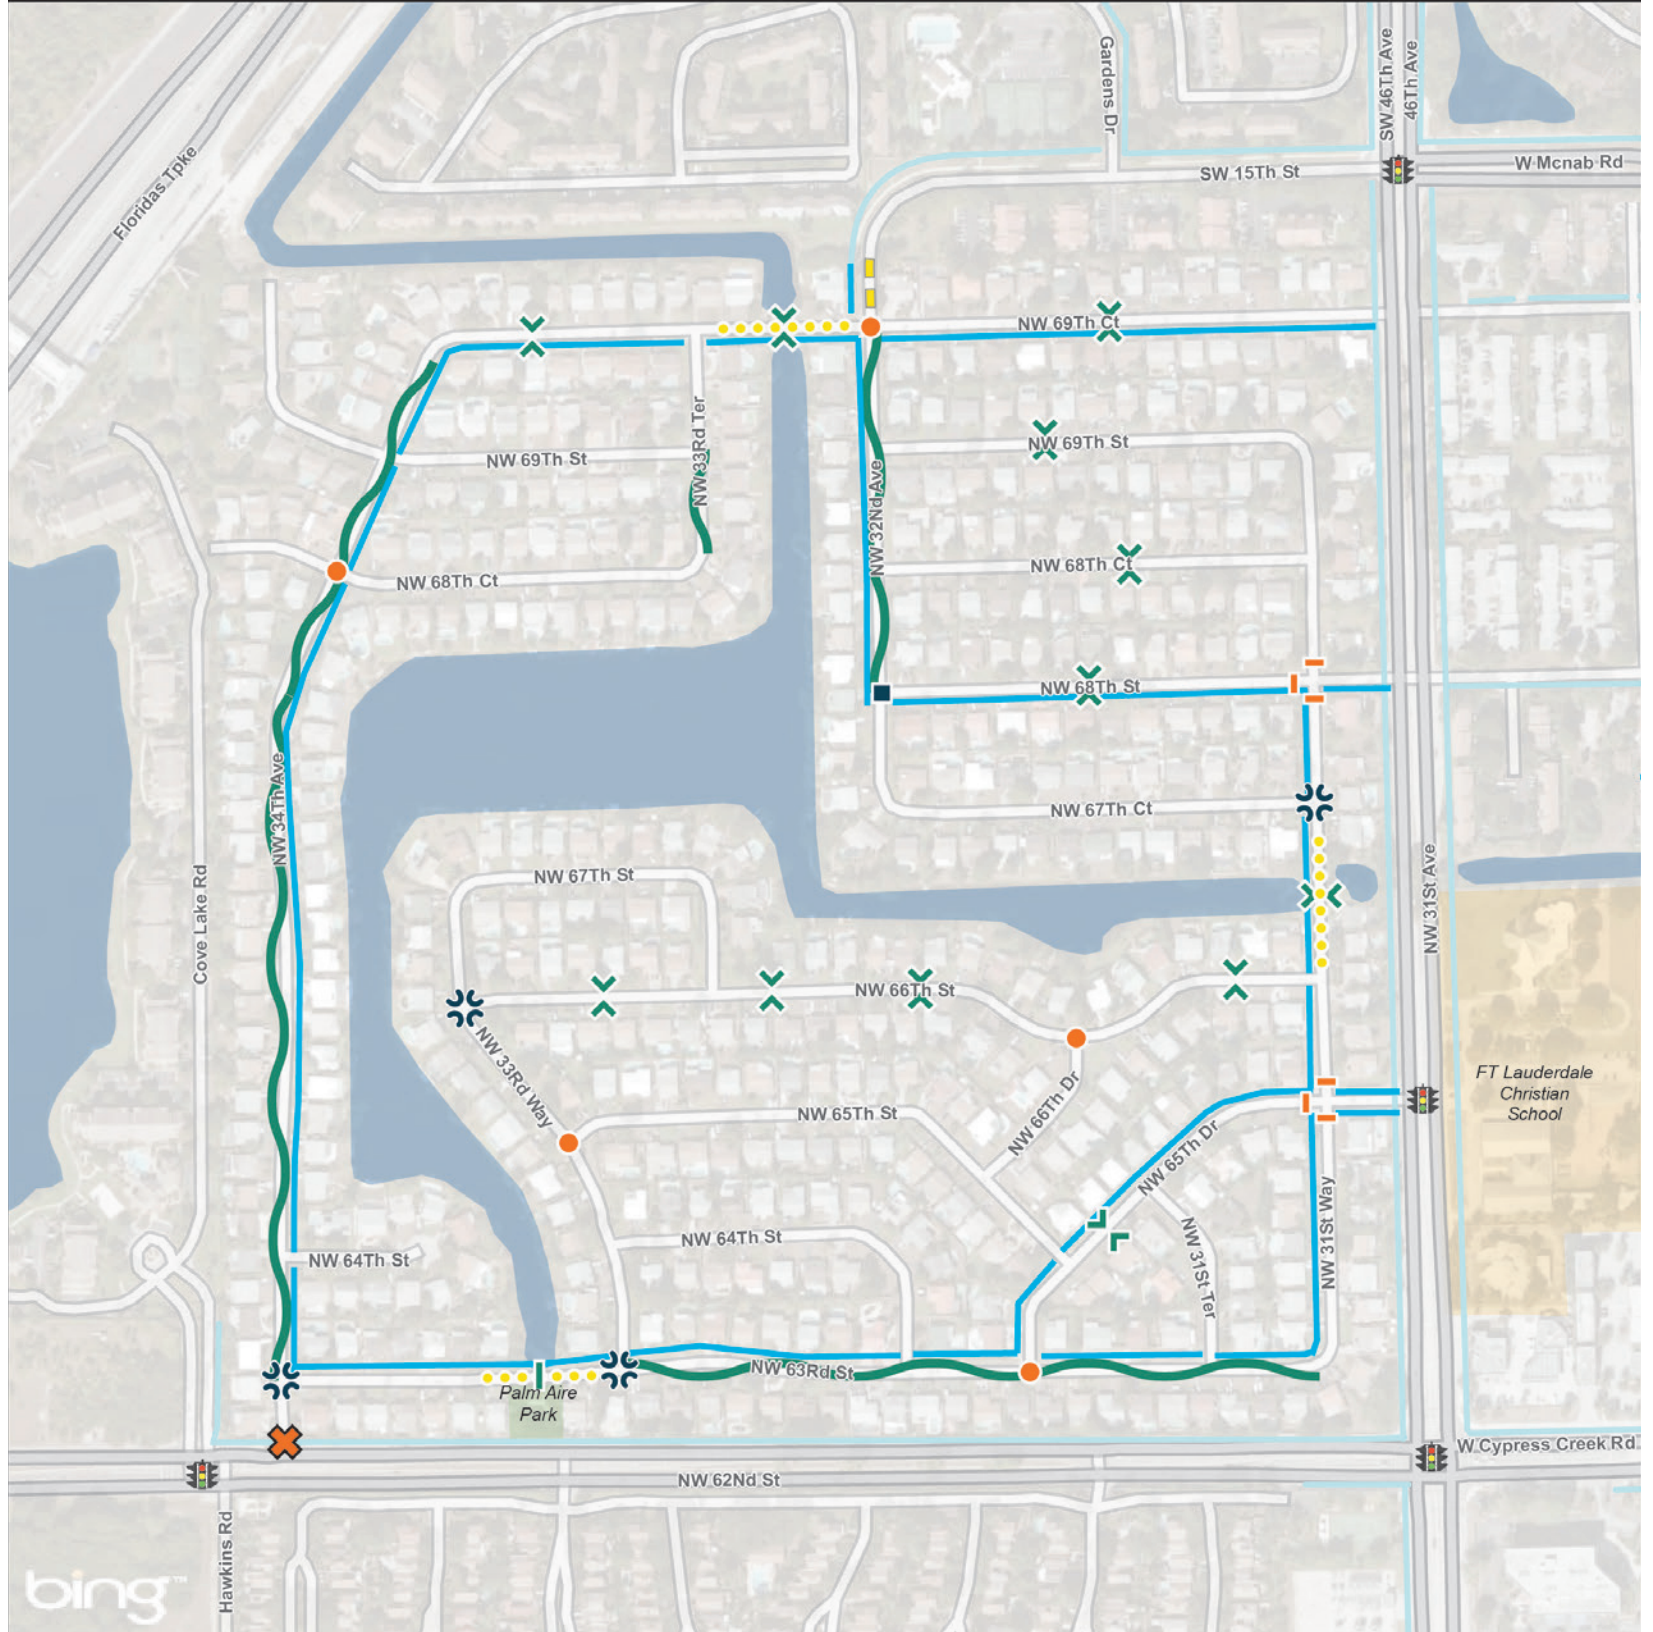 Gardens Dr
SW 46Th Ave
46Th Ave
Floridas Tpke
SW 15Th St
W Mcnab Rd
NW 69Th Ct
NW 33Rd Ter
NW 69Th St
NW 69Th St
NW 32Nd Ave
NW 68Th Ct
NW 68Th Ct
NW 68Th St
NW 34Th Ave
NW 67Th Ct
NW 67Th St
Cove Lake Rd
NW 31St Ave
NW 66Th St
NW 33Rd Way
NW 66Th Dr
FT Lauderdale
Christian
School
NW 65Th St
NW 65Th Dr
NW 64Th St
NW 64Th St
NW 31St Ter
NW 31St Way
NW 63Rd St
Palm Aire
Park
W Cypress Creek Rd
NW 62Nd St
Hawkins Rd
bing™